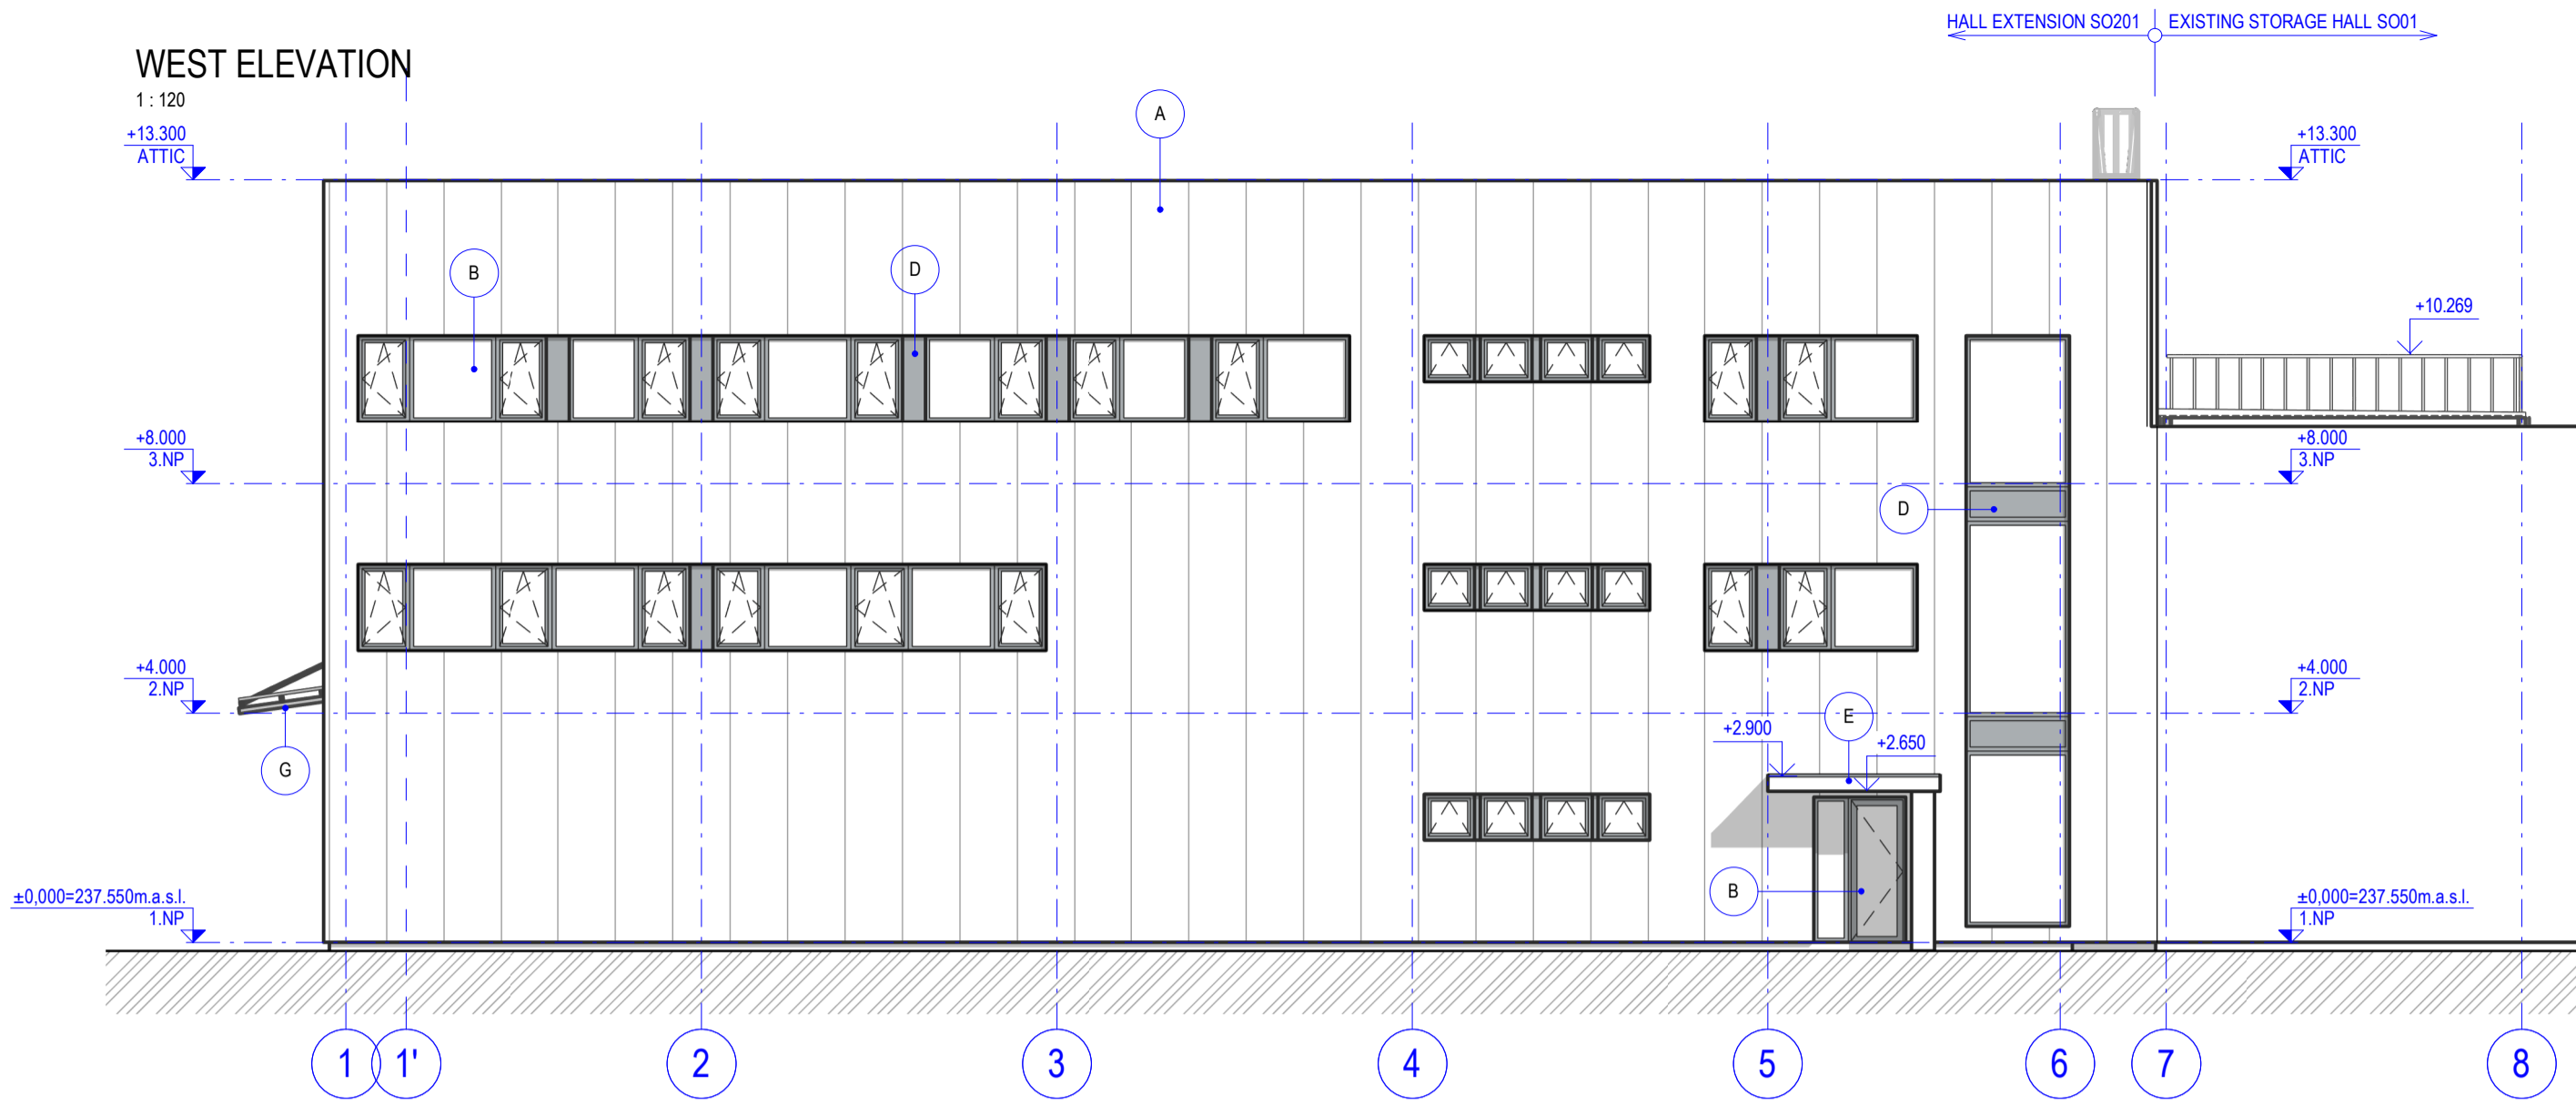 HALL EXTENSION SO201
EXISTING STORAGE HALL SO01
WEST ELEVATION
1 : 120
A
+13.300
ATTIC
+13.300
ATTIC
B
D
+10.269
+8.000
3.NP
+8.000
3.NP
D
+4.000
2.NP
+4.000
2.NP
E
+2.900
+2.650
G
B
±0,000=237.550m.a.s.l.
1.NP
±0,000=237.550m.a.s.l.
1.NP
1
1'
2
3
4
5
6
7
8